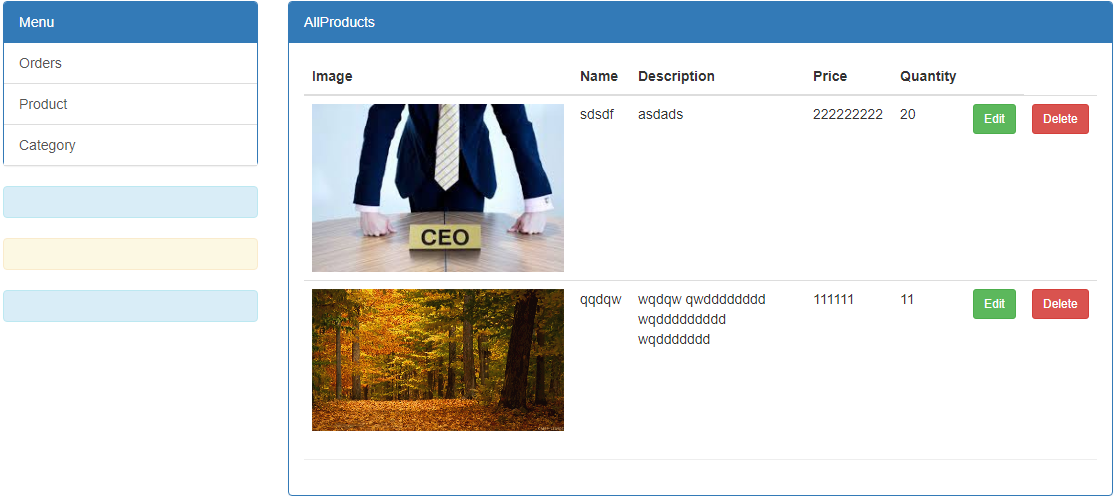 Menu
Orders
Product
Category
AllProducts
Image Name Description Price Quantity
CEO
sdsdf asdads 222222222 20 Edit Delete
qqdqw wqdqw qwdddddddd 111111 11 Edit Delete
wqddddddddd
wqddddddd